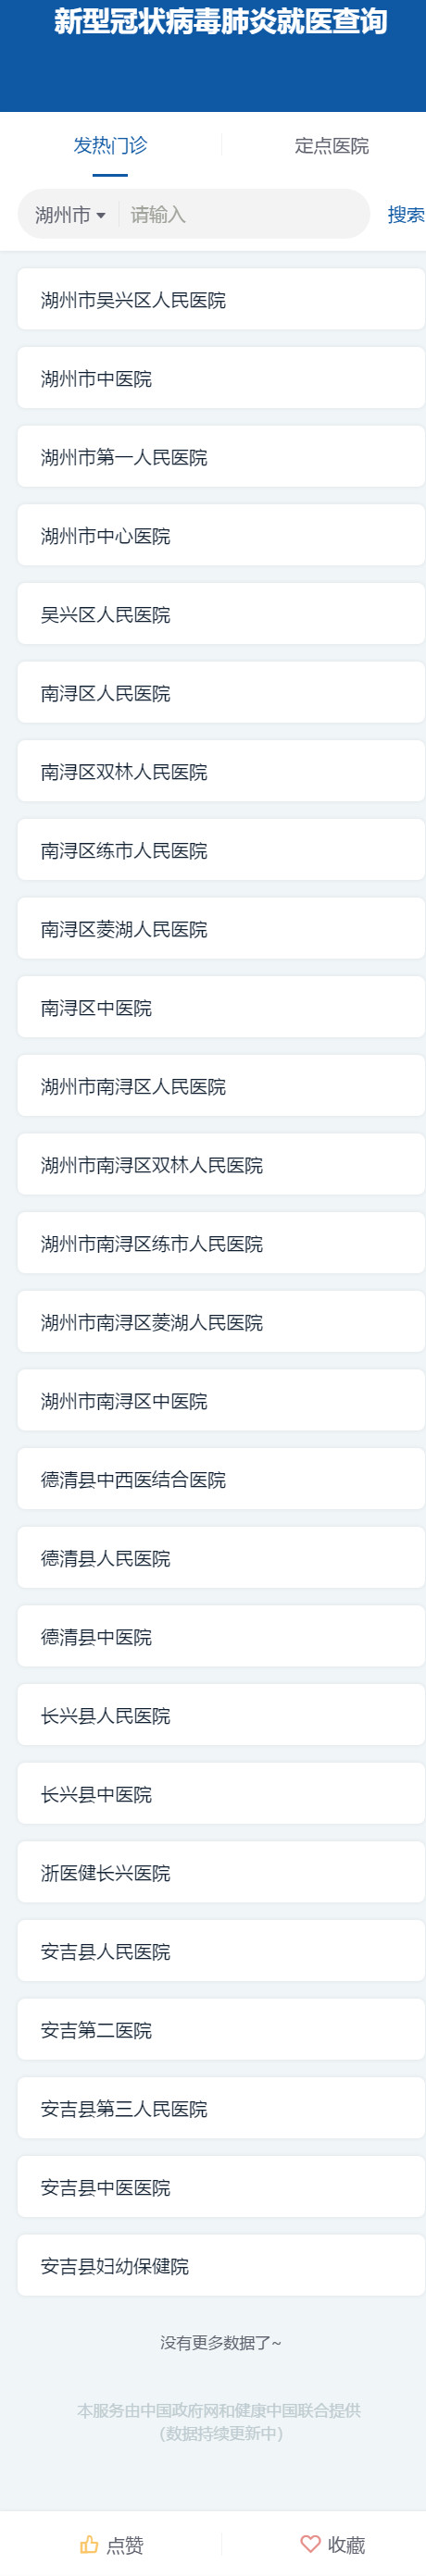 新型冠状病毒肺炎就医查询
发热门诊 定点医院
湖州市 请输入 搜索
湖州市吴兴区人民医院
湖州市中医院
湖州市第一人民医院
湖州市中心医院
吴兴区人民医院
南浔区人民医院
南浔区双林人民医院
南浔区练市人民医院
南浔区菱湖人民医院
南浔区中医院
湖州市南浔区人民医院
湖州市南浔区双林人民医院
湖州市南浔区练市人民医院
湖州市南浔区菱湖人民医院
湖州市南浔区中医院
德清县中西医结合医院
德清县人民医院
德清县中医院
长兴县人民医院
长兴县中医院
浙医健长兴医院
安吉县人民医院
安吉第二医院
安吉县第三人民医院
安吉县中医医院
安吉县妇幼保健院
没有更多数据了~
本服务由中国政府网和健康中国联合提供
（数据持续更新中）
点赞 收藏